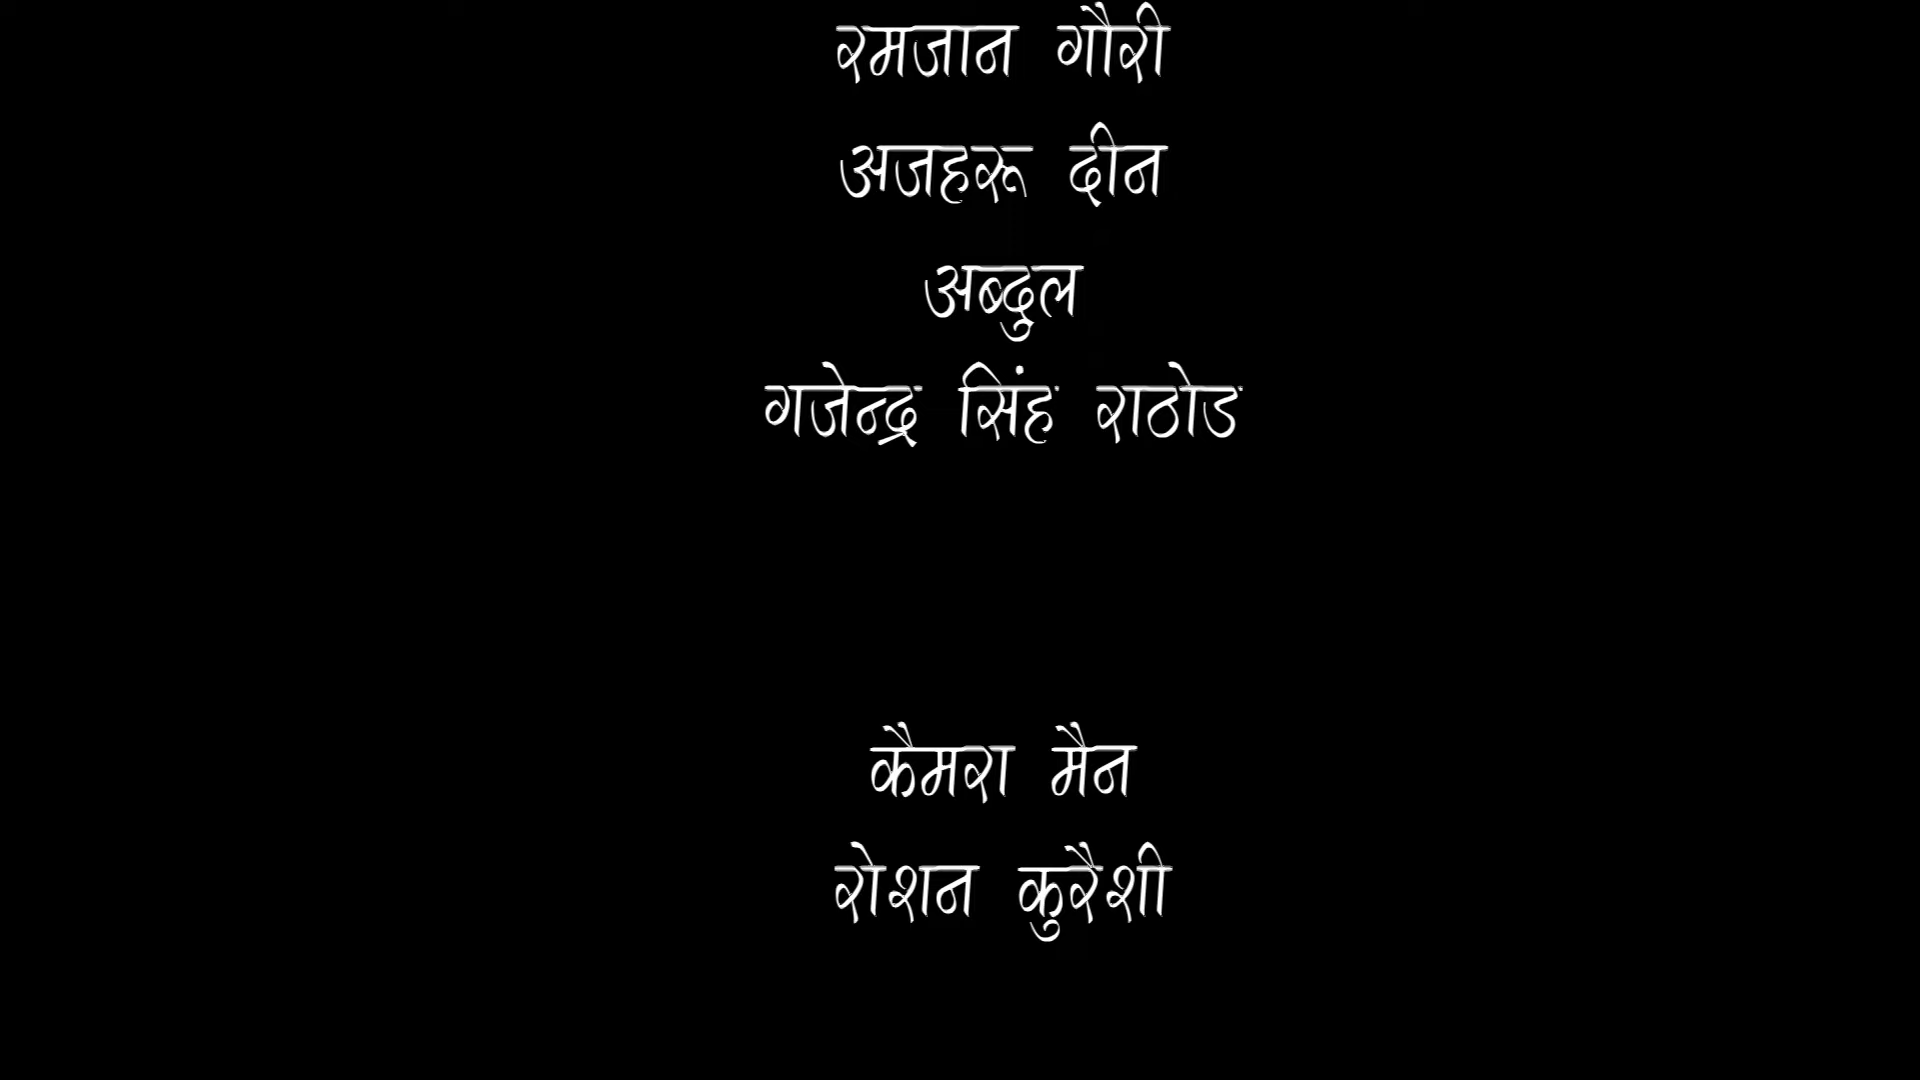 रमजान गौरी
अजहरू दीन
अब्दुल
गजेन्द्र सिंह राठोड
कैमरा मैन
रोशन कुरैशी